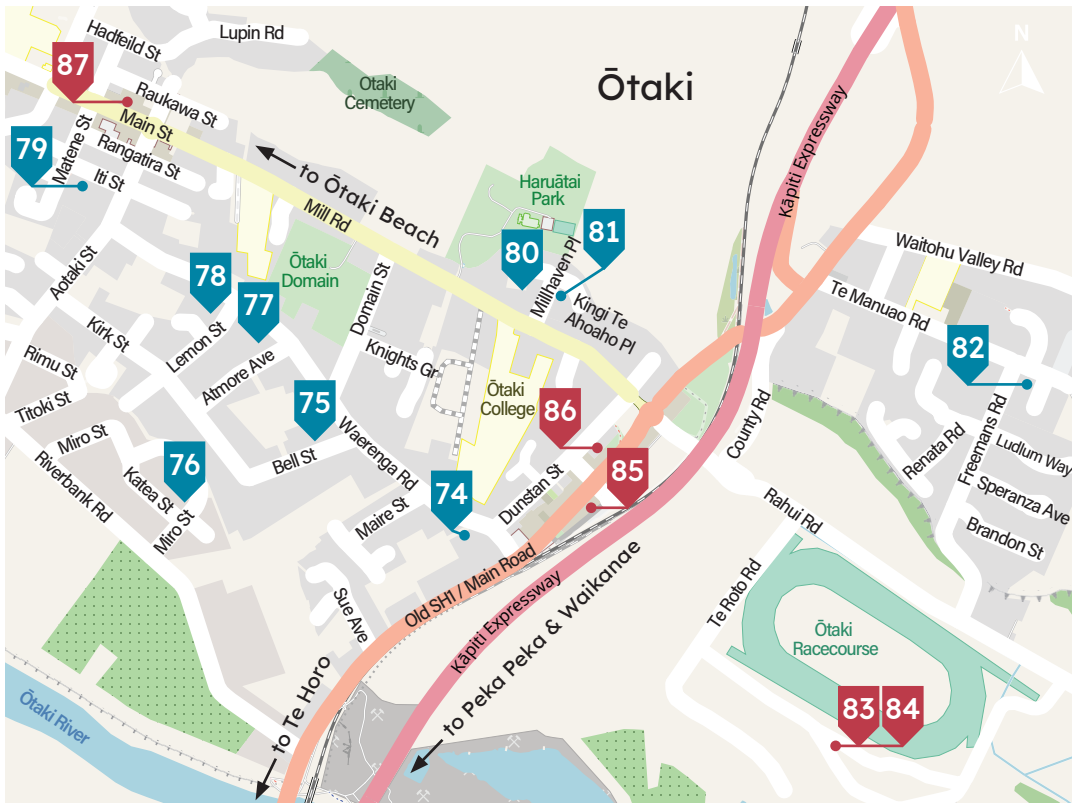 Hadfeild St
Lupin Rd
N
Ōtaki
87
Otaki
Cemetery
Raukawa St
Main St
Kāpiti Expressway
79
Matene St
Rangatira St
Iti St
to Ōtaki Beach
Haruātai
Park
Mill Rd
80
81
Millhaven Pl
Waitohu Valley Rd
Aotaki St
78
Ōtaki
Domain
77
Domain St
Kingi Te
Ahoaho Pl
Te Manuao Rd
Kirk St
Lemon St
Knights Gr
82
Rimu St
Atmore Ave
Titoki St
75
Ōtaki
College
86
County Rd
Freemans Rd
Renata Rd
Ludlum Way
Miro St
76
Bell St
Waerenga Rd
85
Speranza Ave
Katea St
Riverbank Rd
74
Dunstan St
Rahui Rd
Brandon St
Miro St
Maire St
Old SH1 / Main Road
Kāpiti Expressway
to Peka Peka & Waikanae
Te Roto Rd
Sue Ave
Ōtaki
Racecourse
to Te Horo
Ōtaki River
83
84